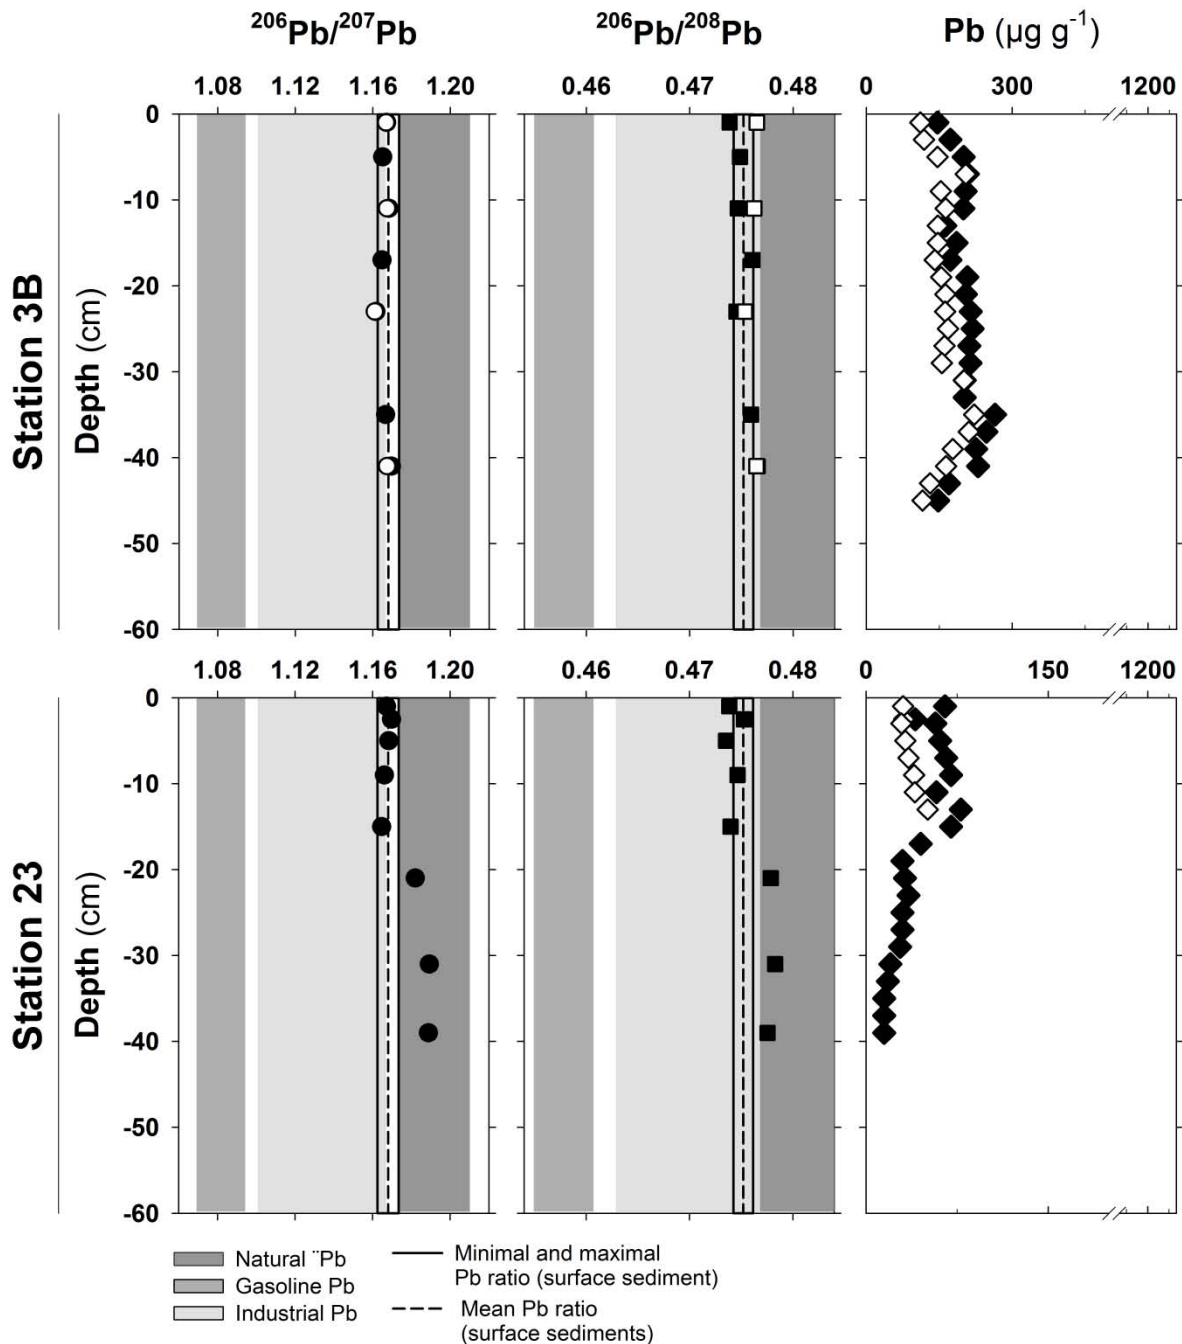 ²⁰⁶Pb/²⁰⁷Pb ²⁰⁶Pb/²⁰⁸Pb Pb (µg g⁻¹)
1.08 1.12 1.16 1.20 0.46 0.47 0.48 0 300 1200
Station 3B
Depth (cm)
0
-10
-20
-30
-40
-50
-60
1.08 1.12 1.16 1.20 0.46 0.47 0.48 0 150 1200
Station 23
Depth (cm)
0
-10
-20
-30
-40
-50
-60
Natural ¨Pb
Gasoline Pb
Industrial Pb
Minimal and maximal
Pb ratio (surface sediment)
Mean Pb ratio
(surface sediments)